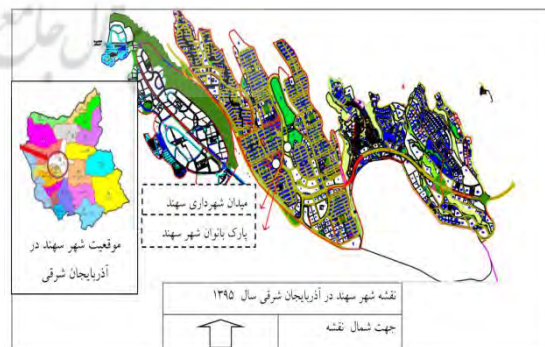 میدان شهرداری سهند
پارک بانوان شهر سهند
موقعیت شهر سهند در
آذربایجان شرقی
نقشه شهر سهند در آذربایجان شرقی سال ۱۳۹۵
جهت شمال نقشه